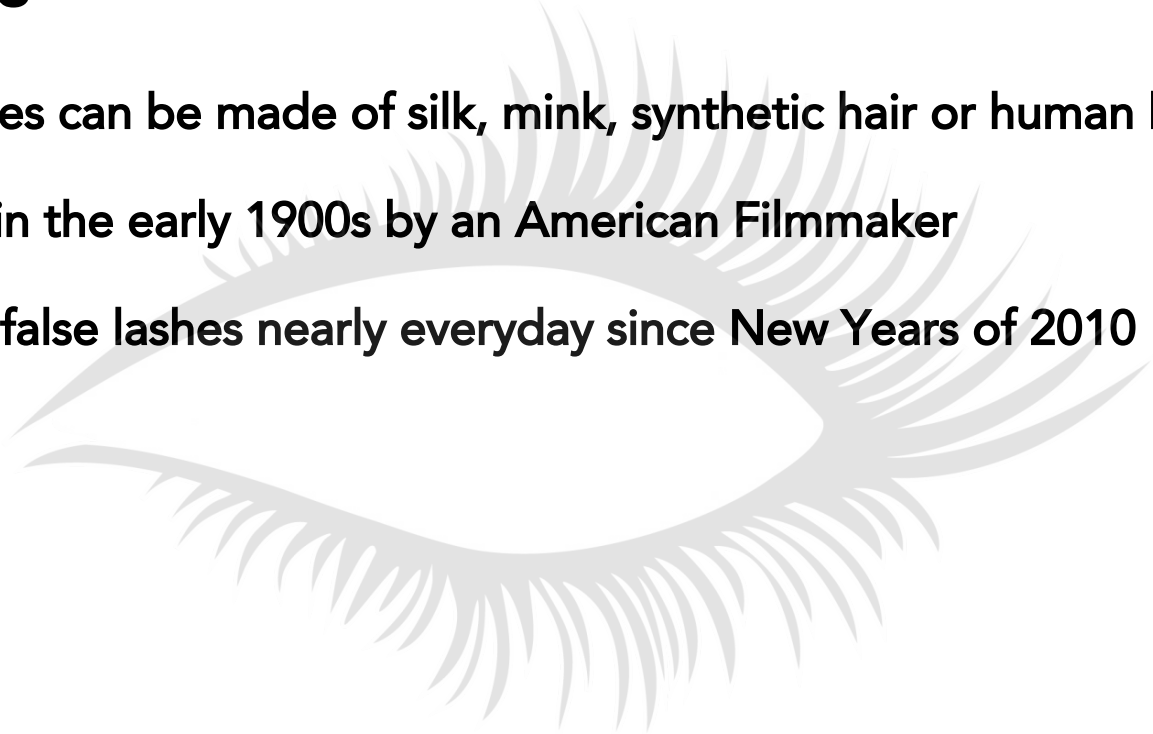 es can be made of silk, mink, synthetic hair or human
in the early 1900s by an American Filmmaker
false lashes nearly everyday since New Years of 2010